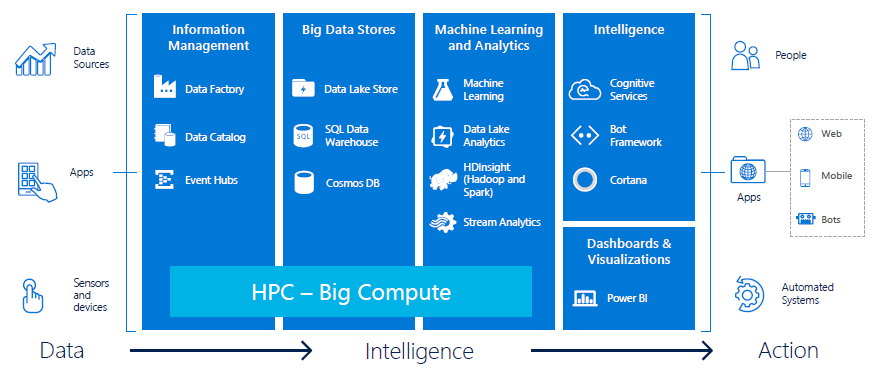 Data
Sources
Apps
Sensors
and
devices
Information
Management
Data Factory
Data Catalog
Event Hubs
Big Data Stores
Data Lake Store
SQL
SQL Data
Warehouse
Cosmos DB
Machine Learning
and Analytics
Machine
Learning
Data Lake
Analytics
HDInsight
(Hadoop and
Spark)
Stream Analytics
Intelligence
Cognitive
Services
Bot
Framework
Cortana
Dashboards &
Visualizations
Power BI
HPC – Big Compute
People
Apps
Web
Mobile
Bots
Automated
Systems
Data
Intelligence
Action